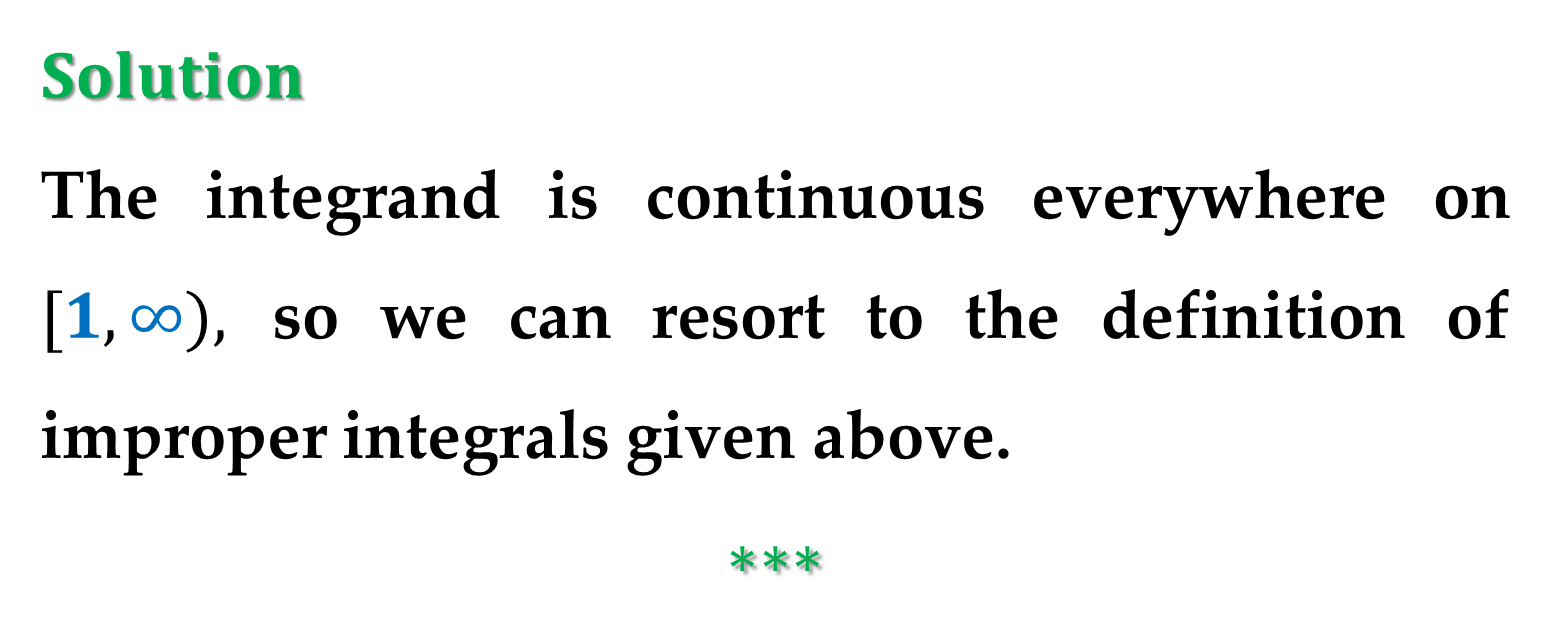 Solution
The integrand is continuous everywhere on
[1, ∞), so we can resort to the definition of
improper integrals given above.
***